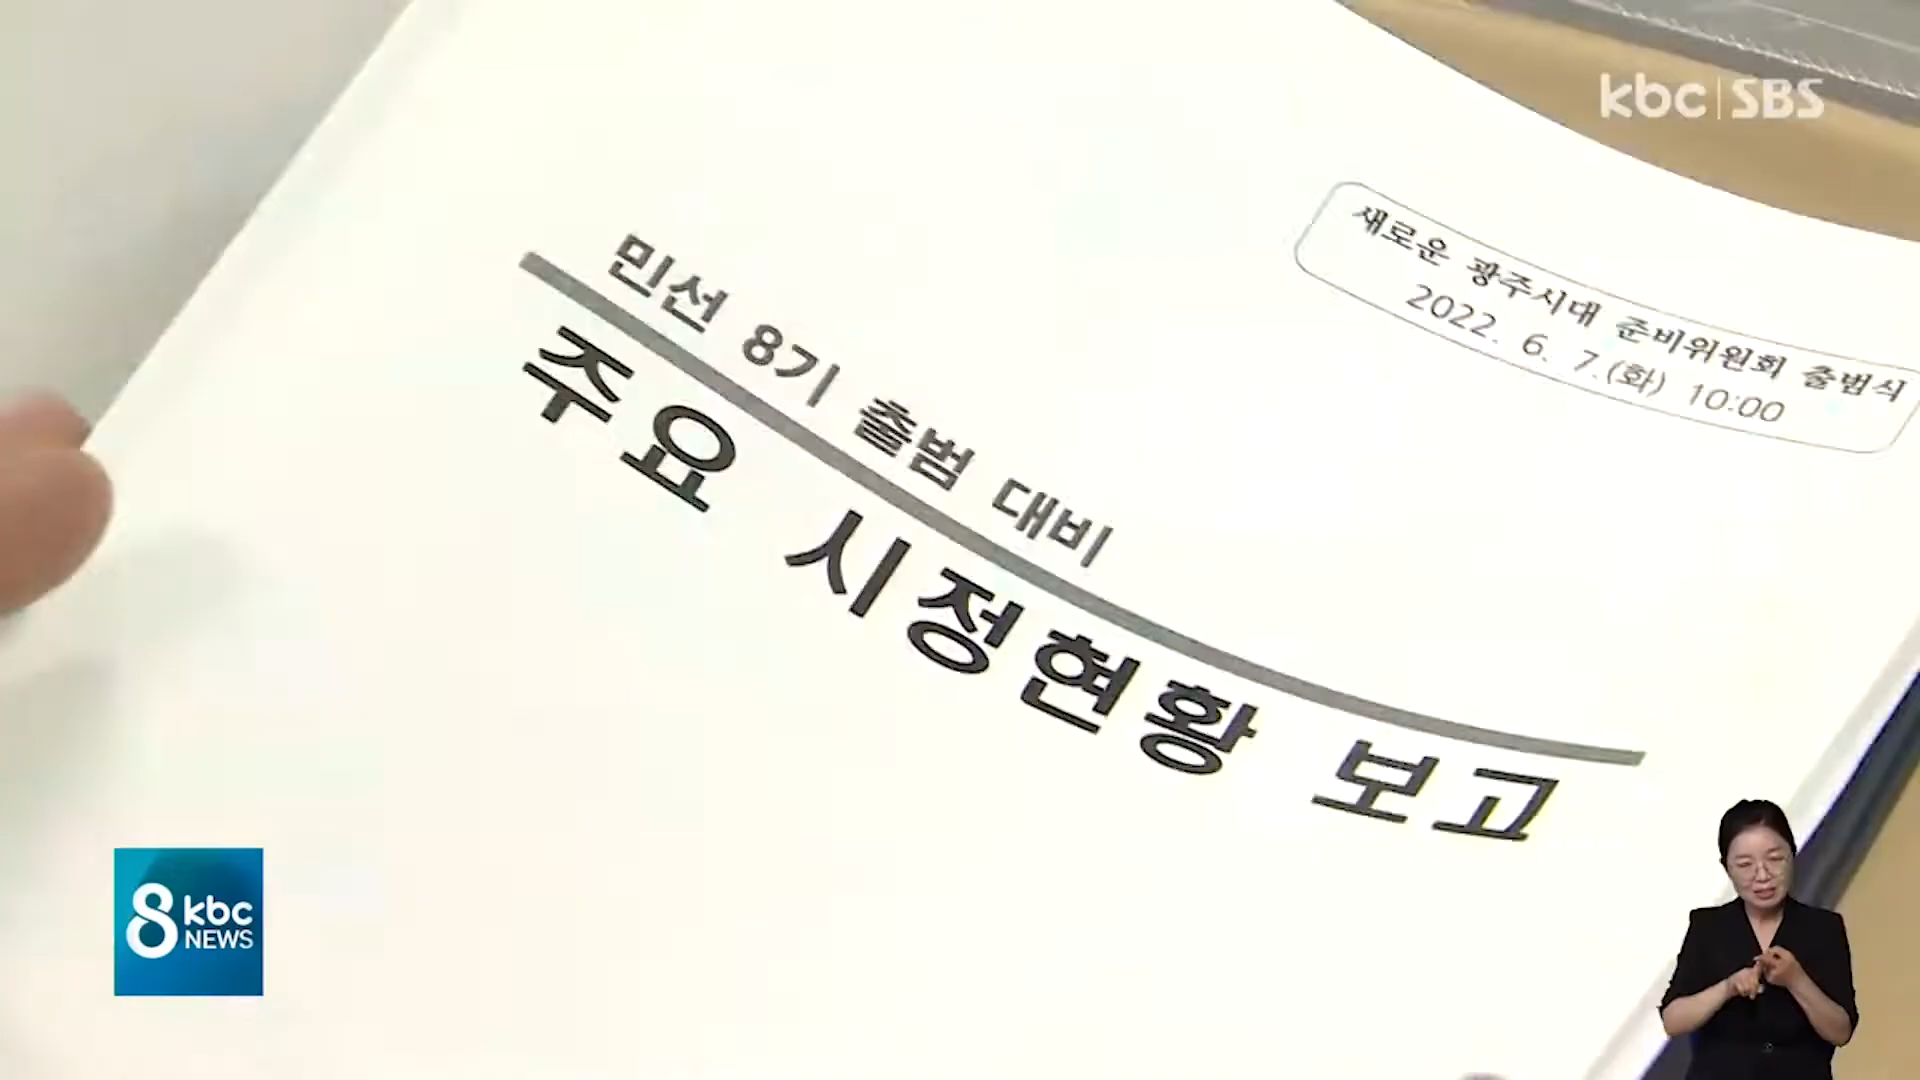 kbc SBS
새로운 광주시대 준비위원회 출범식
2022. 6. 7.(화) 10:00
민선 8기 출범 대비
주요 시정현황 보고
8 kbc
NEWS